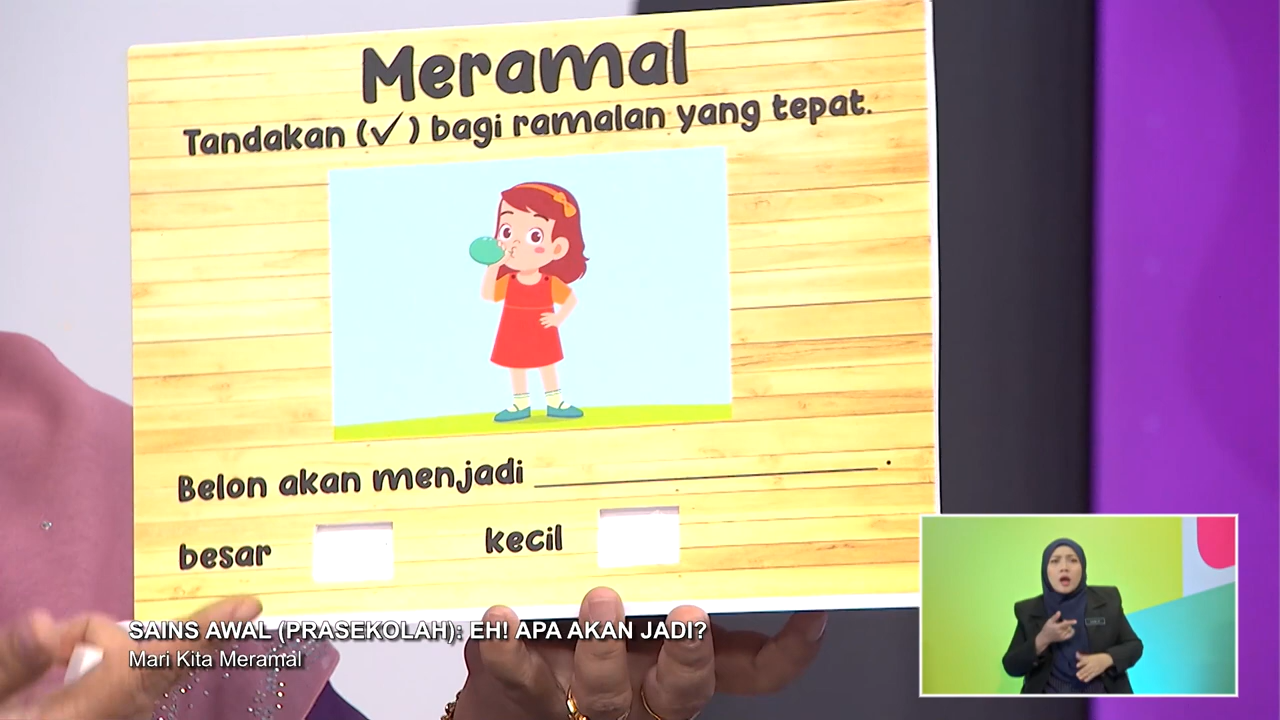 Meramal
Tandakan (✓) bagi ramalan yang tepat.
Belon akan menjadi ____________________.
besar
kecil
SAINS AWAL (PRASEKOLAH): EH! APA AKAN JADI?
Mari Kita Meramal